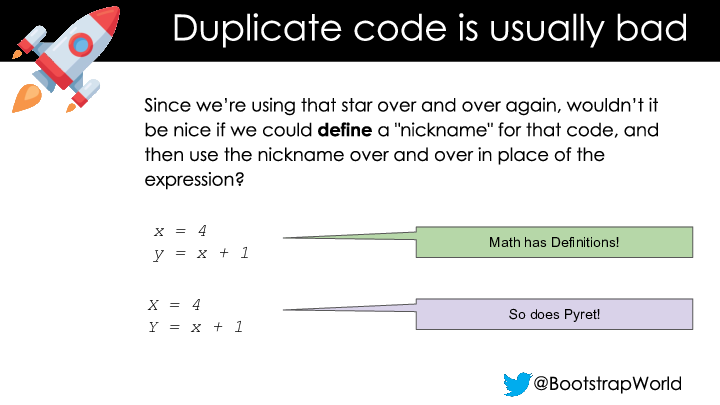 Duplicate code is usually bad
Since we’re using that star over and over again, wouldn’t it
be nice if we could define a "nickname" for that code, and
then use the nickname over and over in place of the
expression?
x = 4
y = x + 1
Math has Definitions!
X = 4
Y = x + 1
So does Pyret!
@BootstrapWorld